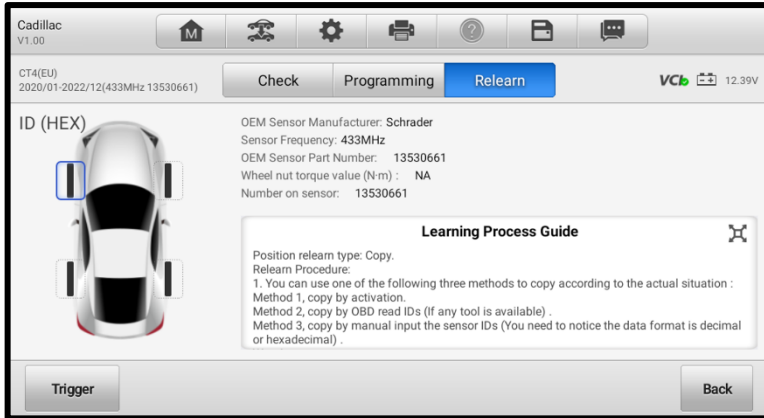 Cadillac
V1.00
M
?
CT4(EU)
2020/01-2022/12(433MHz 13530661)
Check
Programming
Relearn
VCI
12.39V
ID (HEX)
OEM Sensor Manufacturer: Schrader
Sensor Frequency: 433MHz
OEM Sensor Part Number: 13530661
Wheel nut torque value (N·m) : NA
Number on sensor: 13530661
Learning Process Guide
Position relearn type: Copy.
Relearn Procedure:
1. You can use one of the following three methods to copy according to the actual situation :
Method 1, copy by activation.
Method 2, copy by OBD read IDs (If any tool is available) .
Method 3, copy by manual input the sensor IDs (You need to notice the data format is decimal
or hexadecimal) .
Trigger
Back